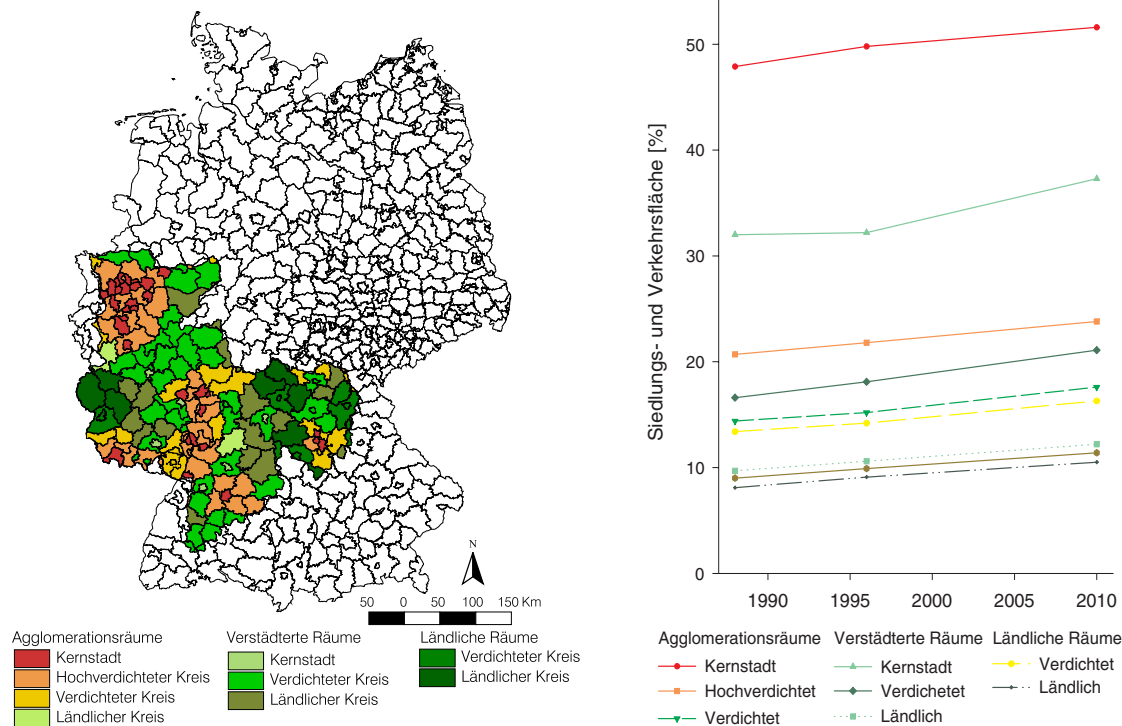 N
50 0 50 100 150 Km
Agglomerationsräume
Kernstadt
Hochverdichteter Kreis
Verdichteter Kreis
Ländlicher Kreis
Verstädterte Räume
Kernstadt
Verdichteter Kreis
Ländlicher Kreis
Ländliche Räume
Verdichteter Kreis
Ländlicher Kreis
Siedlungs- und Verkehrsfläche [%]
50
40
30
20
10
0
1990 1995 2000 2005 2010
Agglomerationsräume
Kernstadt
Hochverdichtet
Verdichtet
Verstädterte Räume
Kernstadt
Verdichetet
Ländlich
Ländliche Räume
Verdichtet
Ländlich